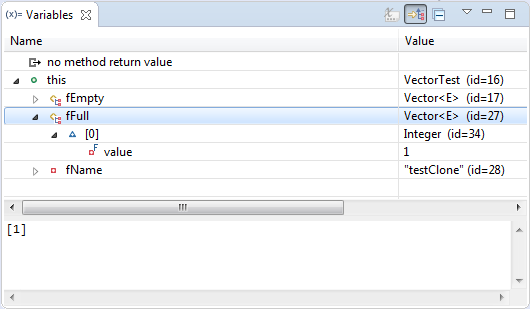 (x)= Variables
Name Value
no method return value
this VectorTest (id=16)
fEmpty Vector<E> (id=17)
fFull Vector<E> (id=27)
[0] Integer (id=34)
F value 1
fName "testClone" (id=28)
[1]